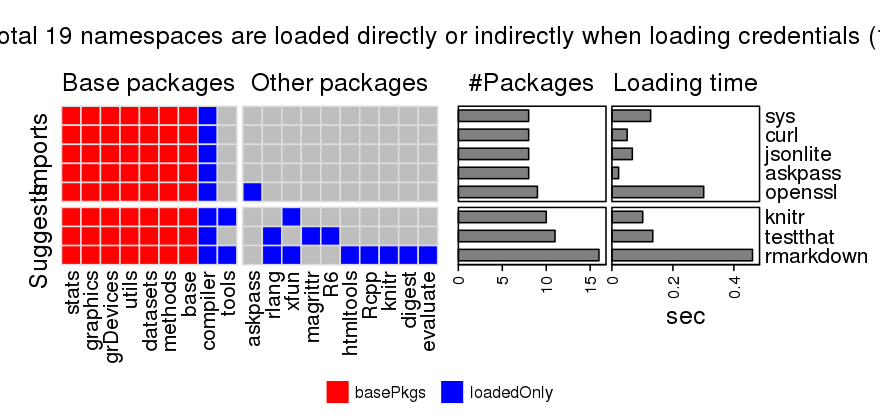 otal 19 namespaces are loaded directly or indirectly when loading credentials (
Base packages
Other packages
#Packages
Loading time
Imports
Suggests
sys
curl
jsonlite
askpass
openssl
knitr
testthat
rmarkdown
stats
graphics
grDevices
utils
datasets
methods
base
compiler
tools
askpass
rlang
xfun
magrittr
R6
htmltools
Rcpp
knitr
digest
evaluate
0
5
10
15
0
0.2
0.4
sec
basePkgs
loadedOnly